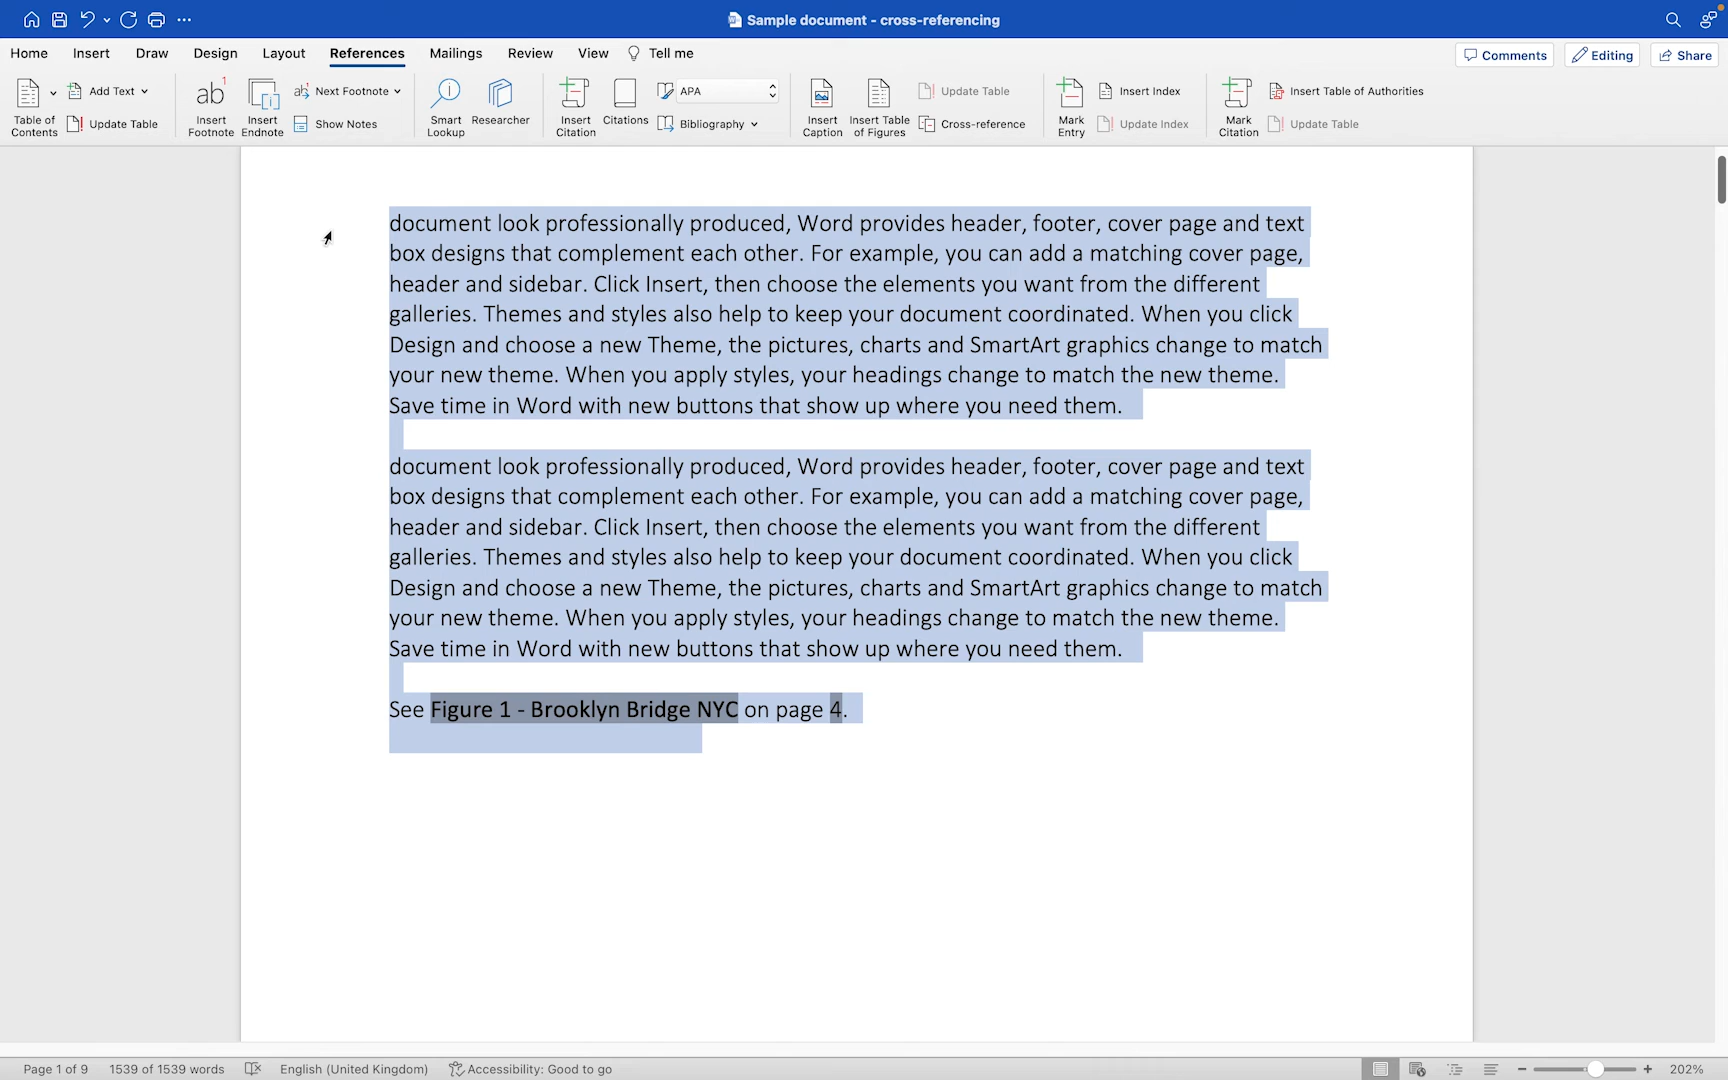 Sample document - cross-referencing
Home Insert Draw Design Layout References Mailings Review View Tell me Comments Editing Share
Table of Contents
Add Text
Update Table
ab 1
Insert Footnote
Insert Endnote
ab Next Footnote
Show Notes
Smart Lookup
Researcher
Insert Citation
Citations
APA
Bibliography
Insert Caption
Insert Table of Figures
Update Table
Cross-reference
Mark Entry
Insert Index
Update Index
Mark Citation
Insert Table of Authorities
Update Table
document look professionally produced, Word provides header, footer, cover page and text
box designs that complement each other. For example, you can add a matching cover page,
header and sidebar. Click Insert, then choose the elements you want from the different
galleries. Themes and styles also help to keep your document coordinated. When you click
Design and choose a new Theme, the pictures, charts and SmartArt graphics change to match
your new theme. When you apply styles, your headings change to match the new theme.
Save time in Word with new buttons that show up where you need them.
document look professionally produced, Word provides header, footer, cover page and text
box designs that complement each other. For example, you can add a matching cover page,
header and sidebar. Click Insert, then choose the elements you want from the different
galleries. Themes and styles also help to keep your document coordinated. When you click
Design and choose a new Theme, the pictures, charts and SmartArt graphics change to match
your new theme. When you apply styles, your headings change to match the new theme.
Save time in Word with new buttons that show up where you need them.
See Figure 1 - Brooklyn Bridge NYC on page 4.
Page 1 of 9 1539 of 1539 words English (United Kingdom) Accessibility: Good to go 202%